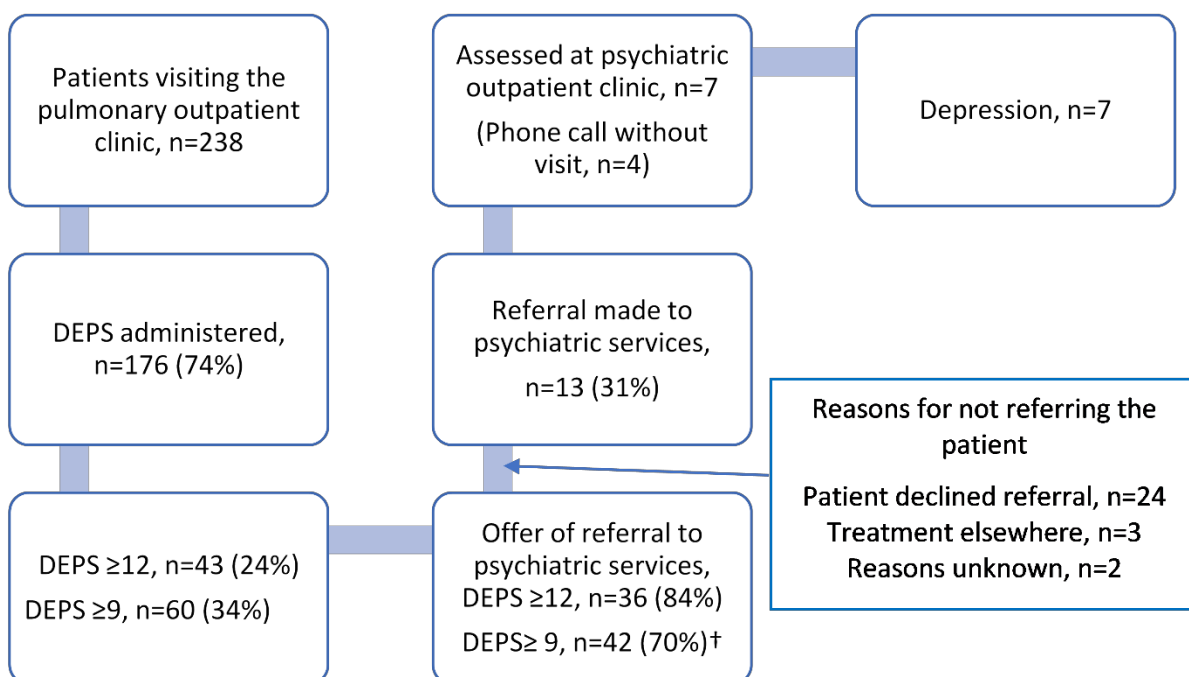 Patients visiting the
pulmonary outpatient
clinic, n=238
DEPS administered,
n=176 (74%)
DEPS ≥12, n=43 (24%)
DEPS ≥9, n=60 (34%)
Offer of referral to
psychiatric services,
DEPS ≥12, n=36 (84%)
DEPS≥ 9, n=42 (70%)†
Reasons for not referring the
patient
Patient declined referral, n=24
Treatment elsewhere, n=3
Reasons unknown, n=2
Referral made to
psychiatric services,
n=13 (31%)
Assessed at psychiatric
outpatient clinic, n=7
(Phone call without
visit, n=4)
Depression, n=7